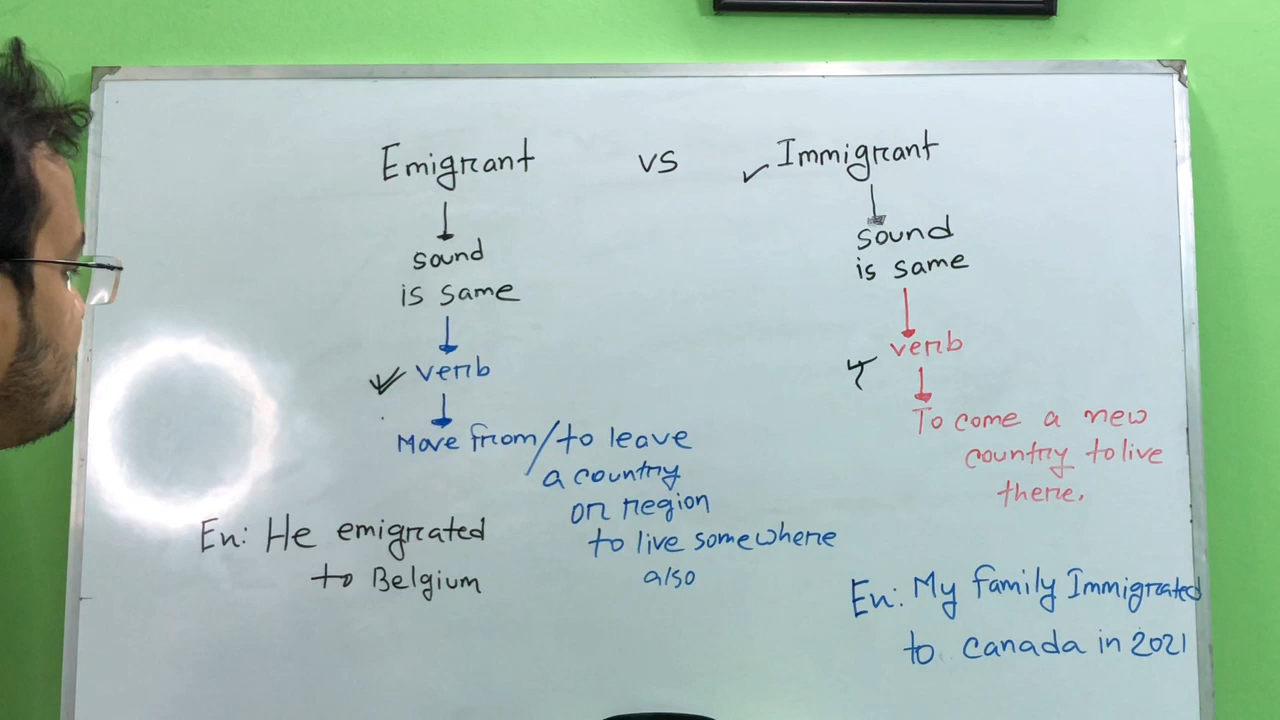 Emigrant vs Immigrant
sound
is same
verb
Move from/to leave
a country
or region
to live somewhere
also
En: He emigrated
to Belgium
sound
is same
verb
To come a new
country to live
there.
En: My family Immigrated
to canada in 2021